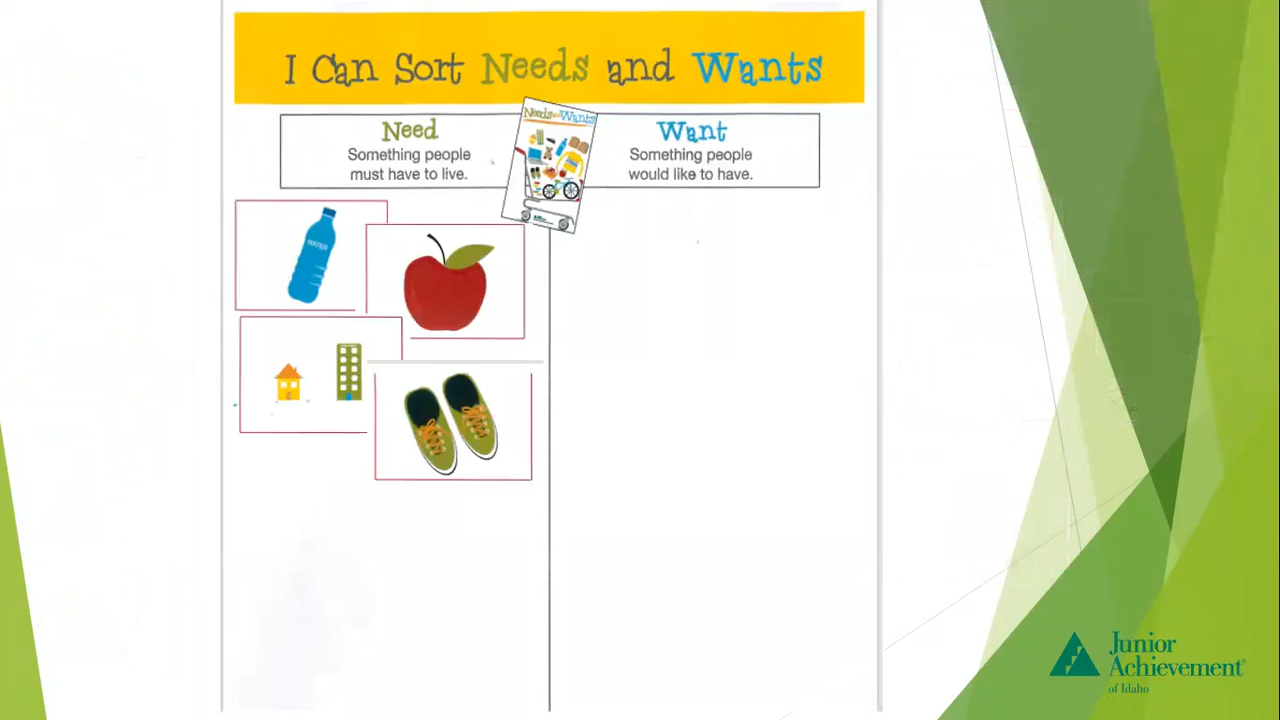 I Can Sort Needs and Wants
Need
Something people
must have to live.
Needs and Wants
Want
Something people
would like to have.
WATER
Junior
Achievement®
of Idaho